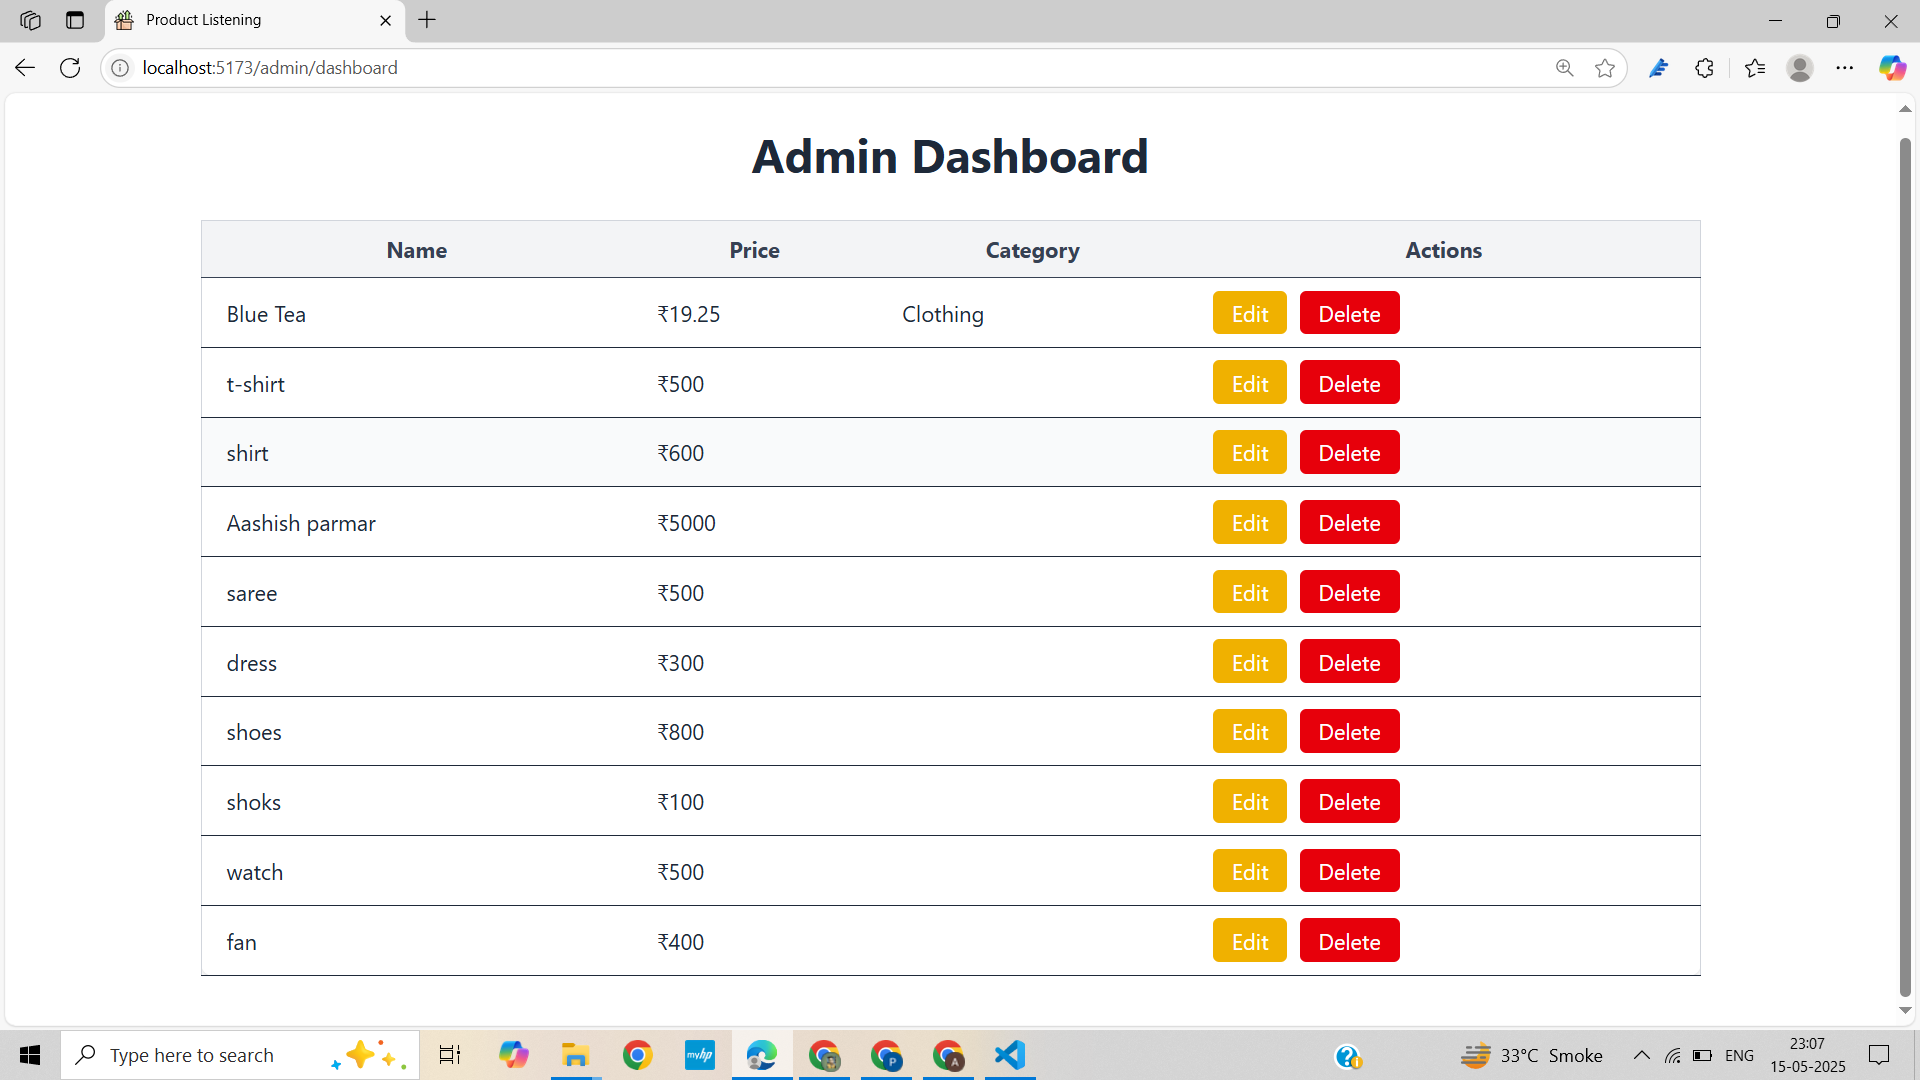 Product Listening
localhost:5173/admin/dashboard
Admin Dashboard
Name Price Category Actions
Blue Tea ₹19.25 Clothing Edit Delete
t-shirt ₹500 Edit Delete
shirt ₹600 Edit Delete
Aashish parmar ₹5000 Edit Delete
saree ₹500 Edit Delete
dress ₹300 Edit Delete
shoes ₹800 Edit Delete
shoks ₹100 Edit Delete
watch ₹500 Edit Delete
fan ₹400 Edit Delete
Type here to search myhp P A 33°C Smoke ENG 23:07
15-05-2025